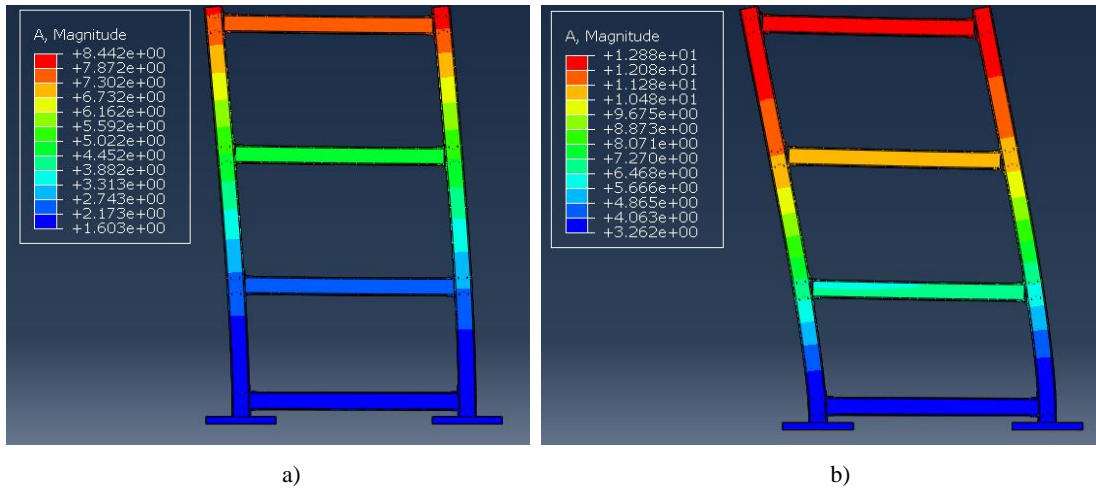 A, Magnitude
+8.442e+00
+7.872e+00
+7.302e+00
+6.732e+00
+6.162e+00
+5.592e+00
+5.022e+00
+4.452e+00
+3.882e+00
+3.313e+00
+2.743e+00
+2.173e+00
+1.603e+00
A, Magnitude
+1.288e+01
+1.208e+01
+1.128e+01
+1.048e+01
+9.675e+00
+8.873e+00
+8.071e+00
+7.270e+00
+6.468e+00
+5.666e+00
+4.865e+00
+4.063e+00
+3.262e+00
a)
b)